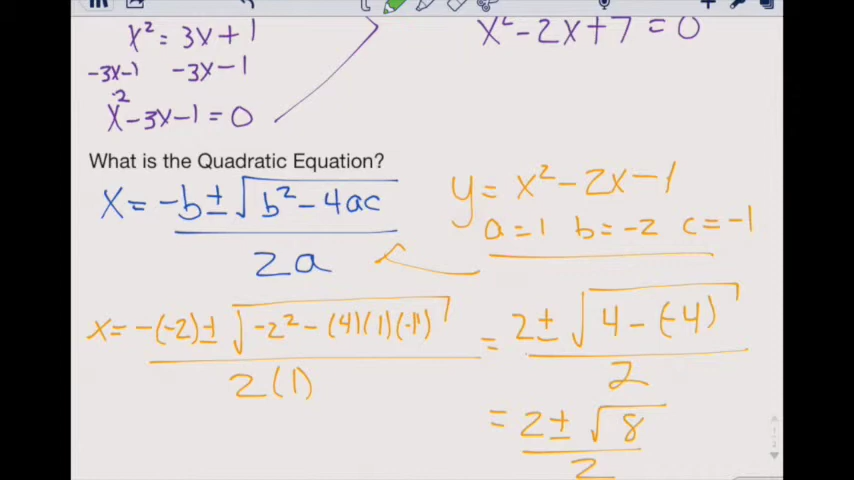 x² = 3x + 1
x² - 2x + 7 = 0
-3x-1 -3x-1
x² - 3x - 1 = 0
What is the Quadratic Equation?
x = -b ± √b² - 4ac
2a
y = x² - 2x - 1
a = 1 b = -2 c = -1
x = -(-2) ± √-2² - (4)(1)(-1)
2(1)
= 2 ± √4 - (-4)
2
= 2 ± √8
2